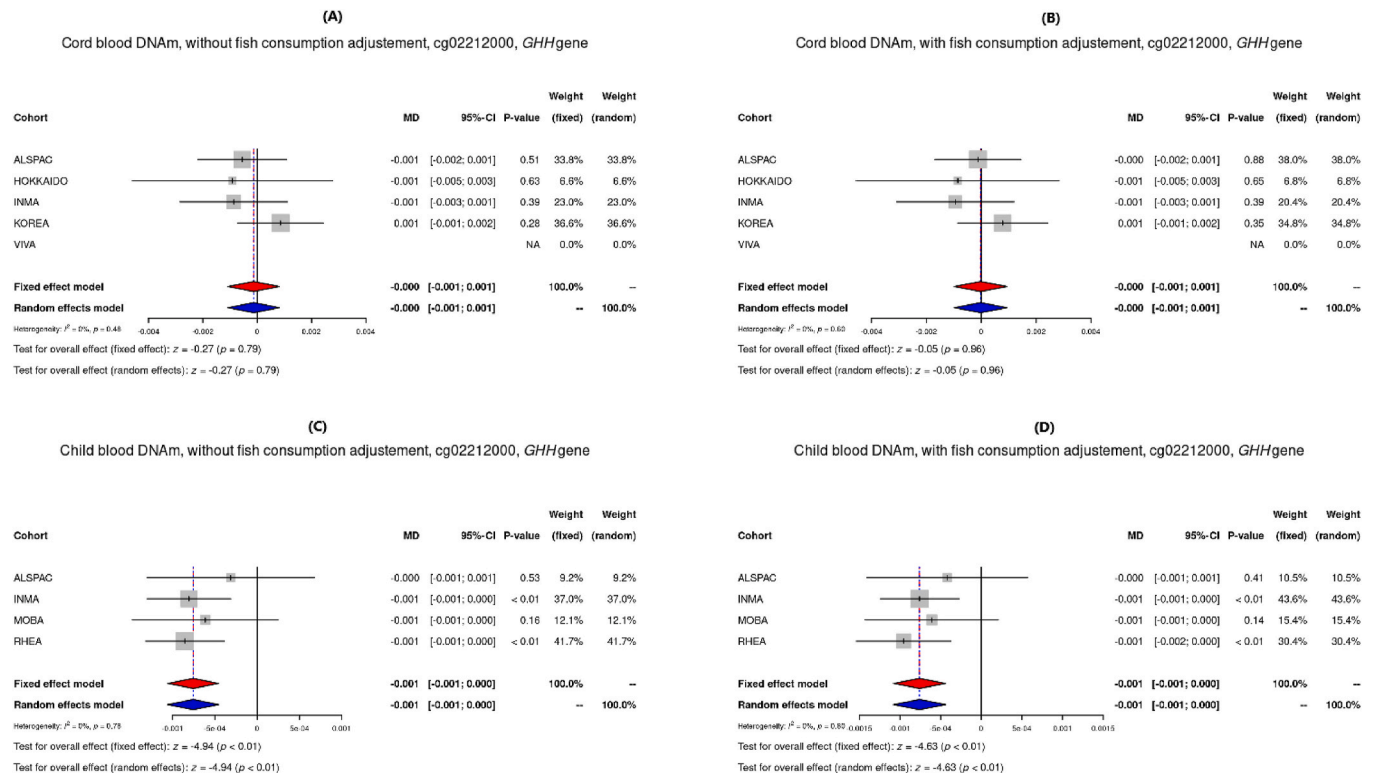 (A)
Cord blood DNAm, without fish consumption adjustement, cg02212000, GHH gene
Weight Weight
Cohort MD 95%-CI P-value (fixed) (random)
ALSPAC -0.001 [-0.002; 0.001] 0.51 33.8% 33.8%
HOKKAIDO -0.001 [-0.005; 0.003] 0.63 6.6% 6.6%
INMA -0.001 [-0.003; 0.001] 0.39 23.0% 23.0%
KOREA 0.001 [-0.001; 0.002] 0.28 36.6% 36.6%
VIVA NA 0.0% 0.0%
Fixed effect model -0.000 [-0.001; 0.001] 100.0% --
Random effects model -0.000 [-0.001; 0.001] -- 100.0%
Heterogeneity: I² = 0%, p = 0.48 -0.004 -0.002 0 0.002 0.004
Test for overall effect (fixed effect): z = -0.27 (p = 0.79)
Test for overall effect (random effects): z = -0.27 (p = 0.79)
(B)
Cord blood DNAm, with fish consumption adjustement, cg02212000, GHH gene
Weight Weight
Cohort MD 95%-CI P-value (fixed) (random)
ALSPAC -0.000 [-0.002; 0.001] 0.88 38.0% 38.0%
HOKKAIDO -0.001 [-0.005; 0.003] 0.65 6.8% 6.8%
INMA -0.001 [-0.003; 0.001] 0.39 20.4% 20.4%
KOREA 0.001 [-0.001; 0.002] 0.35 34.8% 34.8%
VIVA NA 0.0% 0.0%
Fixed effect model -0.000 [-0.001; 0.001] 100.0% --
Random effects model -0.000 [-0.001; 0.001] -- 100.0%
Heterogeneity: I² = 0%, p = 0.60 -0.004 -0.002 0 0.002 0.004
Test for overall effect (fixed effect): z = -0.05 (p = 0.96)
Test for overall effect (random effects): z = -0.05 (p = 0.96)
(C)
Child blood DNAm, without fish consumption adjustement, cg02212000, GHH gene
Weight Weight
Cohort MD 95%-CI P-value (fixed) (random)
ALSPAC -0.000 [-0.001; 0.001] 0.53 9.2% 9.2%
INMA -0.001 [-0.001; 0.000] < 0.01 37.0% 37.0%
MOBA -0.001 [-0.001; 0.000] 0.16 12.1% 12.1%
RHEA -0.001 [-0.001; 0.000] < 0.01 41.7% 41.7%
Fixed effect model -0.001 [-0.001; 0.000] 100.0% --
Random effects model -0.001 [-0.001; 0.000] -- 100.0%
Heterogeneity: I² = 0%, p = 0.78 -0.001 -5e-04 0 5e-04 0.001
Test for overall effect (fixed effect): z = -4.94 (p < 0.01)
Test for overall effect (random effects): z = -4.94 (p < 0.01)
(D)
Child blood DNAm, with fish consumption adjustement, cg02212000, GHH gene
Weight Weight
Cohort MD 95%-CI P-value (fixed) (random)
ALSPAC -0.000 [-0.001; 0.001] 0.41 10.5% 10.5%
INMA -0.001 [-0.001; 0.000] < 0.01 43.6% 43.6%
MOBA -0.001 [-0.001; 0.000] 0.14 15.4% 15.4%
RHEA -0.001 [-0.002; 0.000] < 0.01 30.4% 30.4%
Fixed effect model -0.001 [-0.001; 0.000] 100.0% --
Random effects model -0.001 [-0.001; 0.000] -- 100.0%
Heterogeneity: I² = 0%, p = -0.0015 -0.001 -5e-04 0 5e-04 0.001 0.0015
Test for overall effect (fixed effect): z = -4.63 (p < 0.01)
Test for overall effect (random effects): z = -4.63 (p < 0.01)